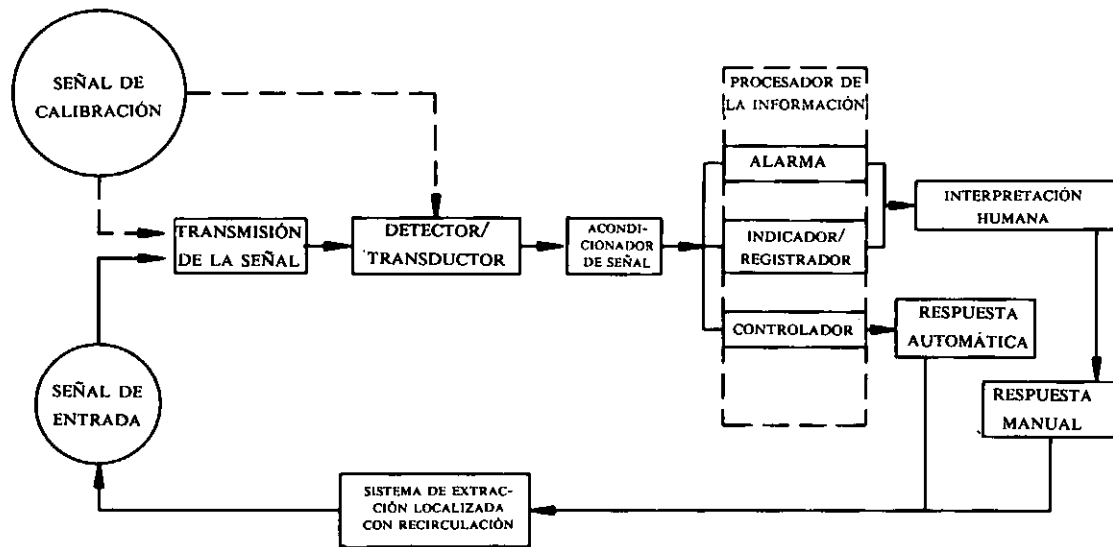 SEÑAL DE
CALIBRACIÓN
PROCESADOR DE
LA INFORMACIÓN
ALARMA
INTERPRETACIÓN
HUMANA
TRANSMISIÓN
DE LA SEÑAL
DETECTOR/
TRANSDUCTOR
ACONDI-
CIONADOR
DE SEÑAL
INDICADOR/
REGISTRADOR
CONTROLADOR
RESPUESTA
AUTOMÁTICA
SEÑAL DE
ENTRADA
RESPUESTA
MANUAL
SISTEMA DE EXTRAC-
CIÓN LOCALIZADA
CON RECIRCULACIÓN